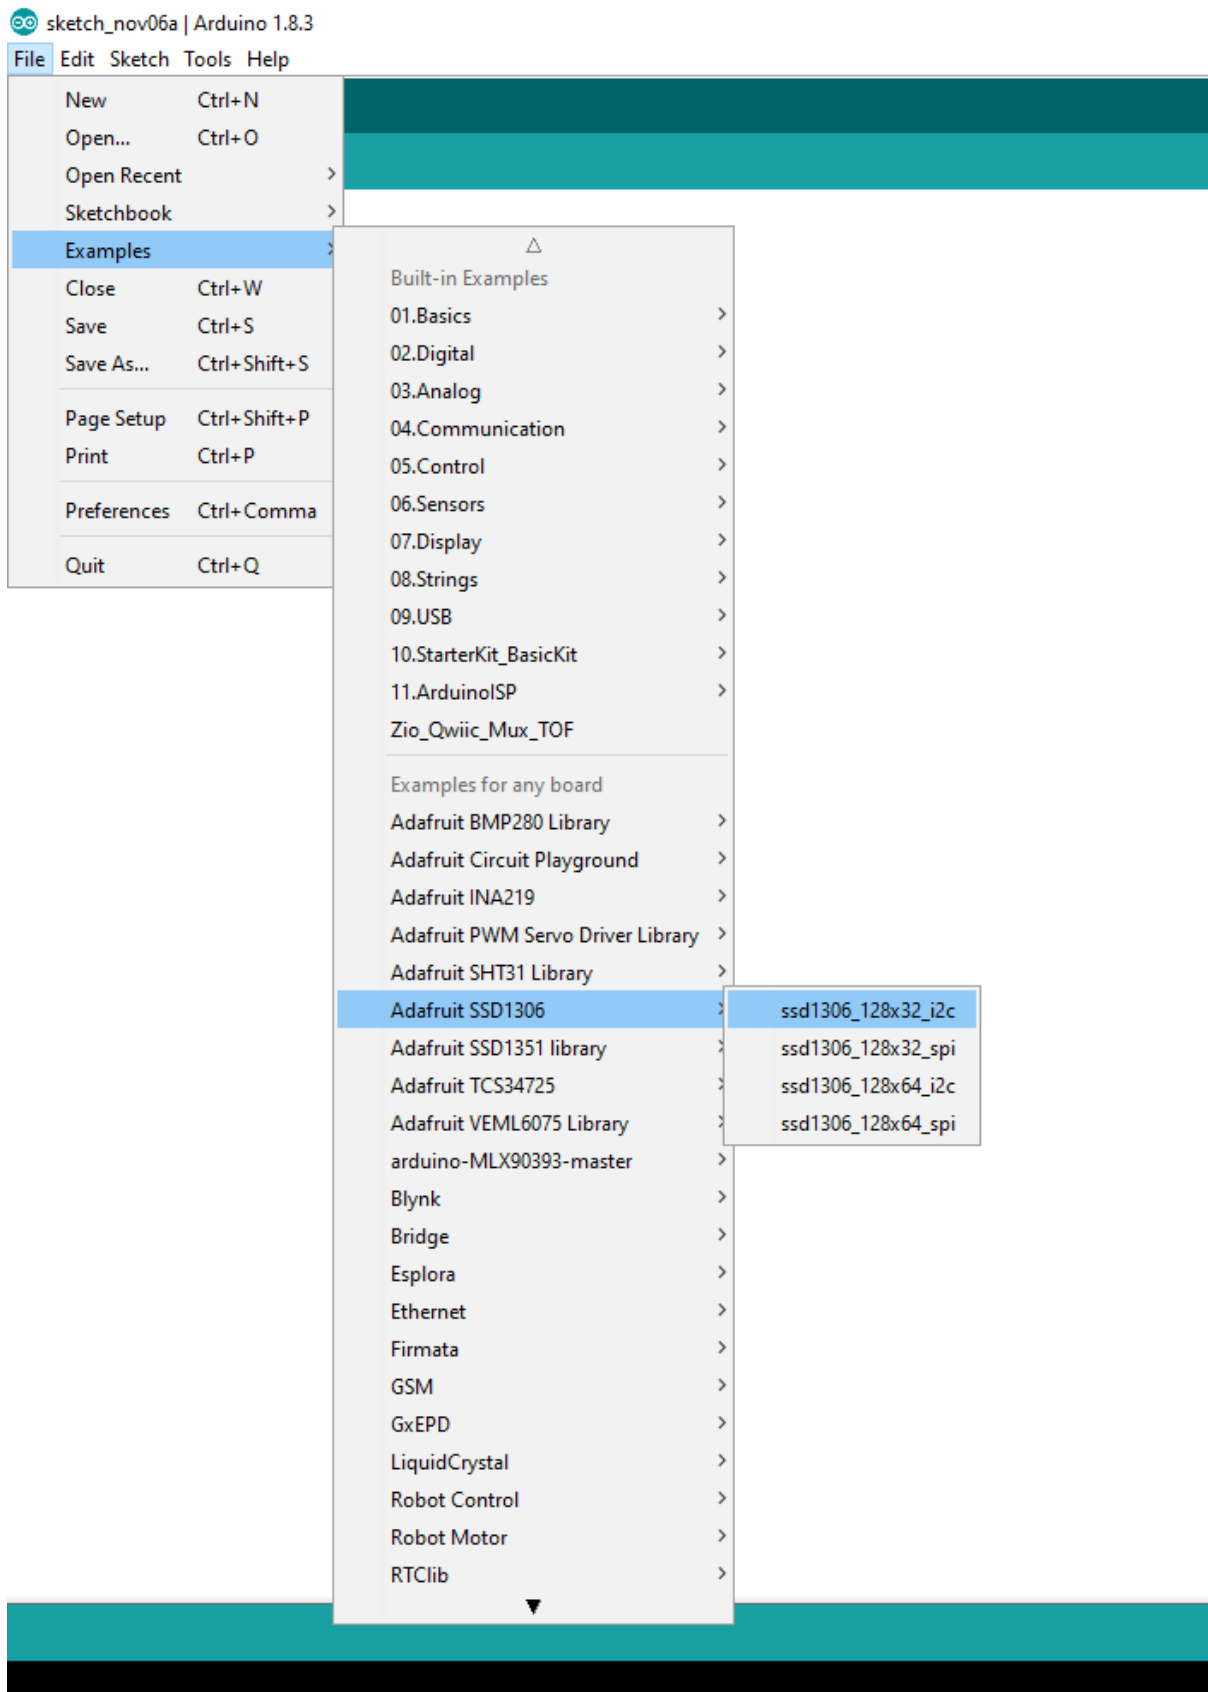 sketch_nov06a | Arduino 1.8.3
File Edit Sketch Tools Help
New Ctrl+N
Open... Ctrl+O
Open Recent
Sketchbook
Examples
Close Ctrl+W
Save Ctrl+S
Save As... Ctrl+Shift+S
Page Setup Ctrl+Shift+P
Print Ctrl+P
Preferences Ctrl+Comma
Quit Ctrl+Q
Built-in Examples
01.Basics
02.Digital
03.Analog
04.Communication
05.Control
06.Sensors
07.Display
08.Strings
09.USB
10.StarterKit_BasicKit
11.ArduinoISP
Zio_Qwiic_Mux_TOF
Examples for any board
Adafruit BMP280 Library
Adafruit Circuit Playground
Adafruit INA219
Adafruit PWM Servo Driver Library
Adafruit SHT31 Library
Adafruit SSD1306
Adafruit SSD1351 library
Adafruit TCS34725
Adafruit VEML6075 Library
arduino-MLX90393-master
Blynk
Bridge
Esplora
Ethernet
Firmata
GSM
GxEPD
LiquidCrystal
Robot Control
Robot Motor
RTClib
ssd1306_128x32_i2c
ssd1306_128x32_spi
ssd1306_128x64_i2c
ssd1306_128x64_spi